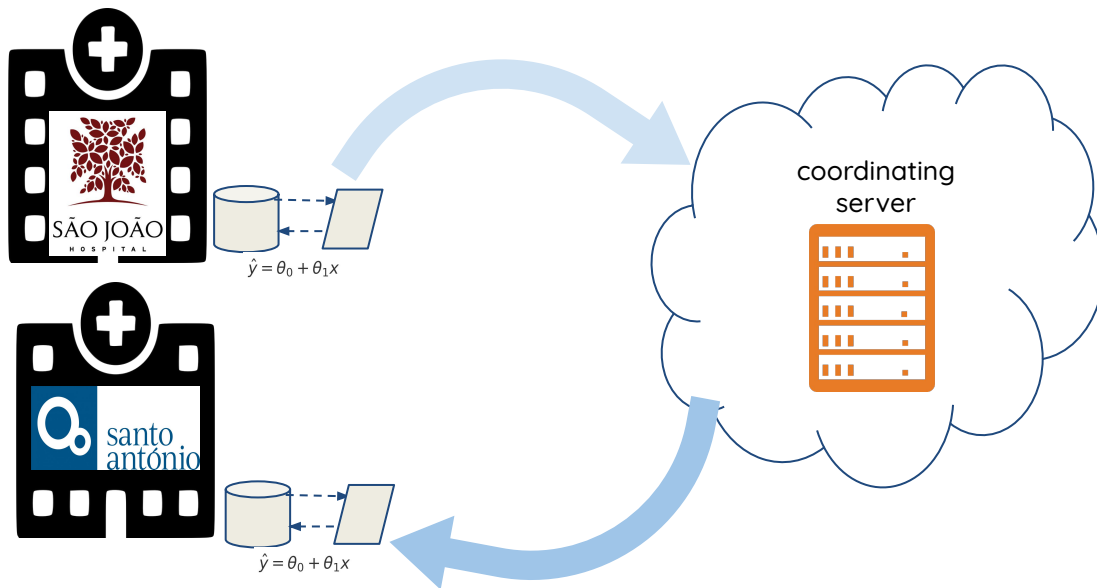 SÃO JOÃO
HOSPITAL
ŷ = θ₀ + θ₁x
coordinating
server
santo
antónio
ŷ = θ₀ + θ₁x